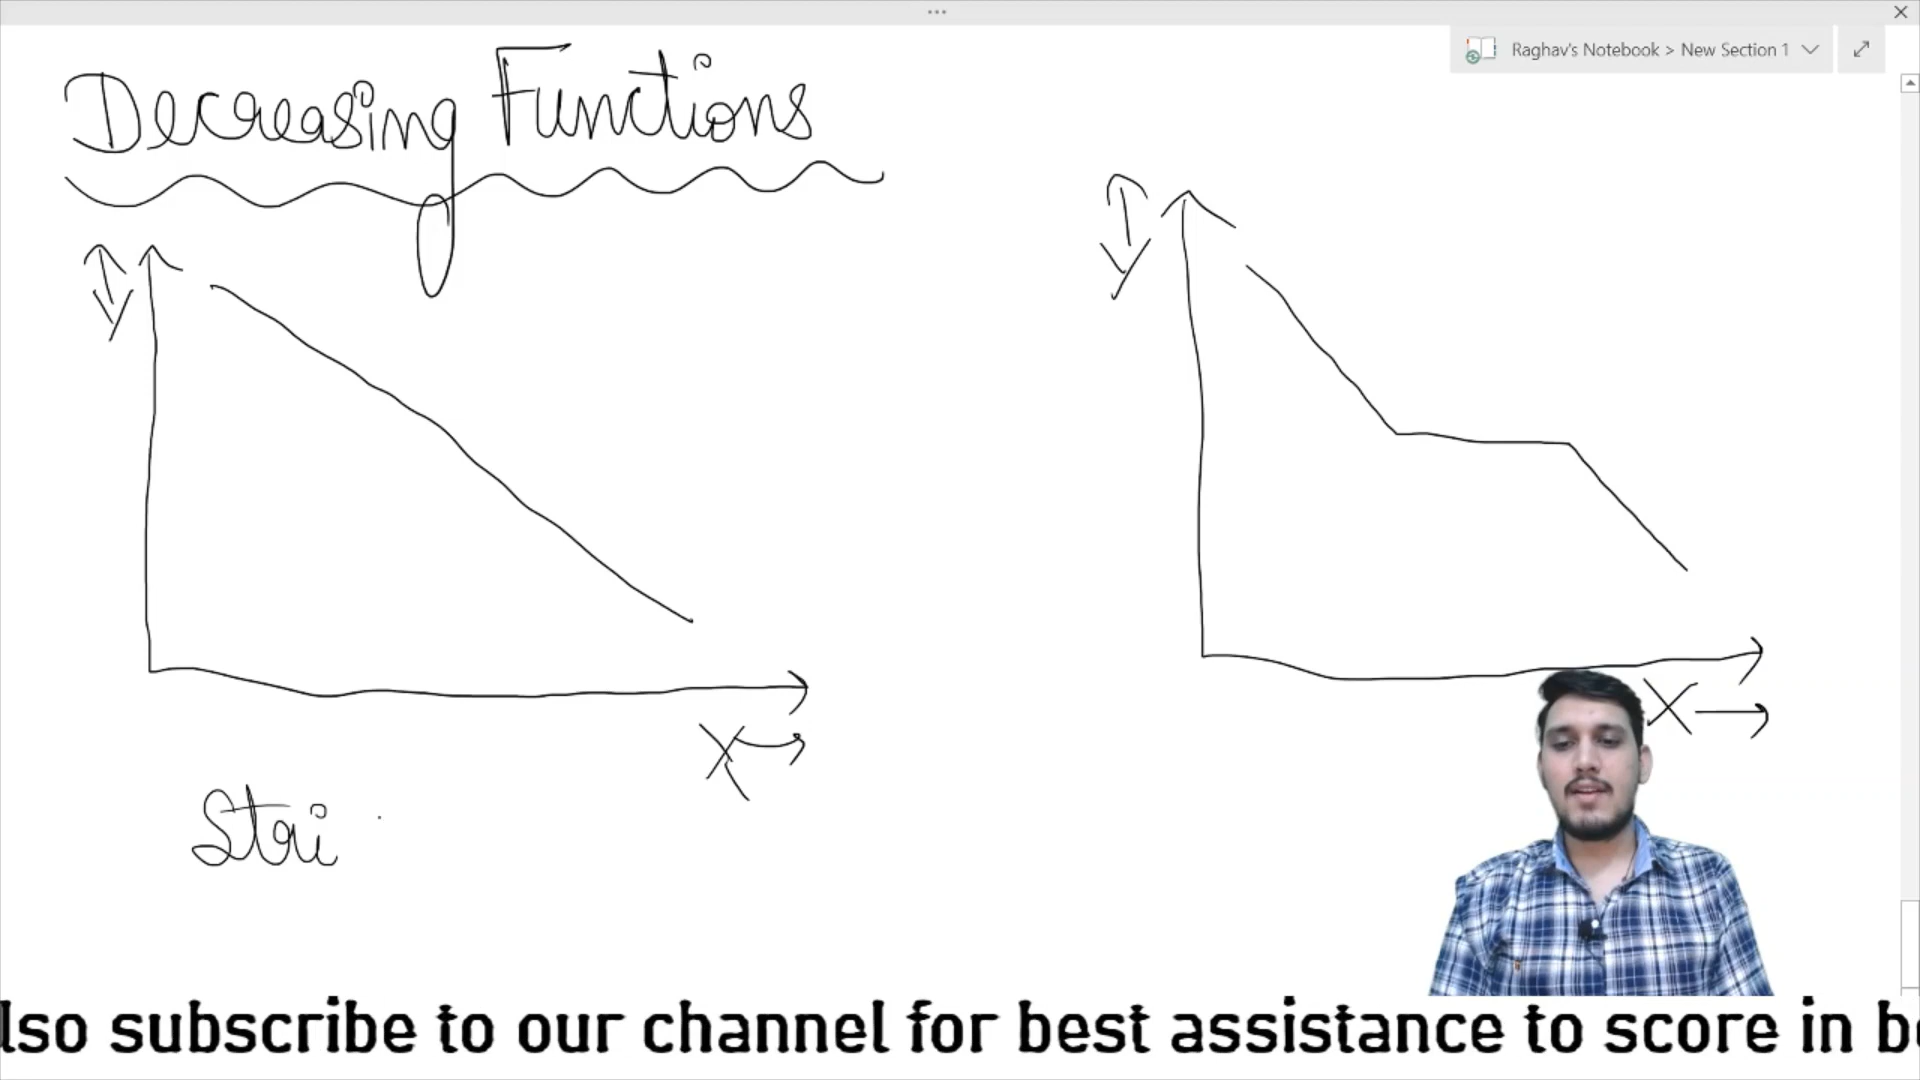 ...
Raghav's Notebook > New Section 1
Decreasing Functions
y
y
X
X
Stri
lso subscribe to our channel for best assistance to score in b